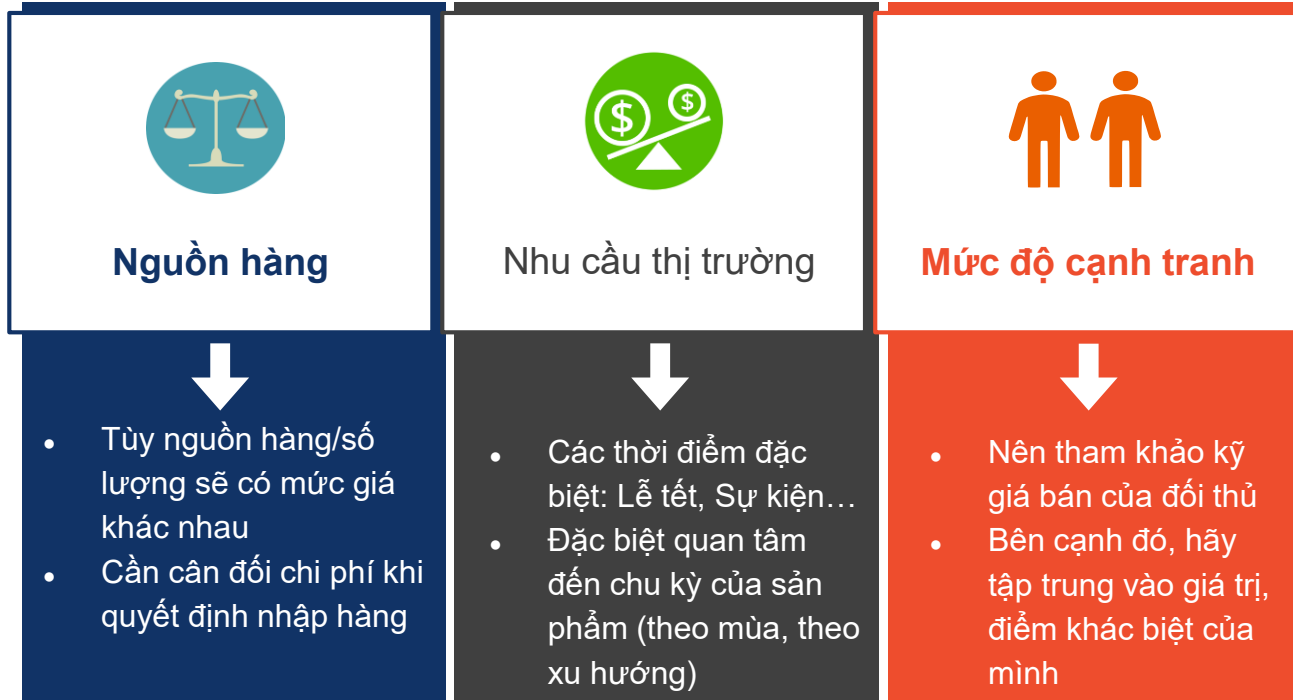 Nguồn hàng
Tùy nguồn hàng/số
lượng sẽ có mức giá
khác nhau
Cần cân đối chi phí khi
quyết định nhập hàng
$ $
Nhu cầu thị trường
Các thời điểm đặc
biệt: Lễ tết, Sự kiện…
Đặc biệt quan tâm
đến chu kỳ của sản
phẩm (theo mùa, theo
xu hướng)
Mức độ cạnh tranh
Nên tham khảo kỹ
giá bán của đối thủ
Bên cạnh đó, hãy
tập trung vào giá trị,
điểm khác biệt của
mình